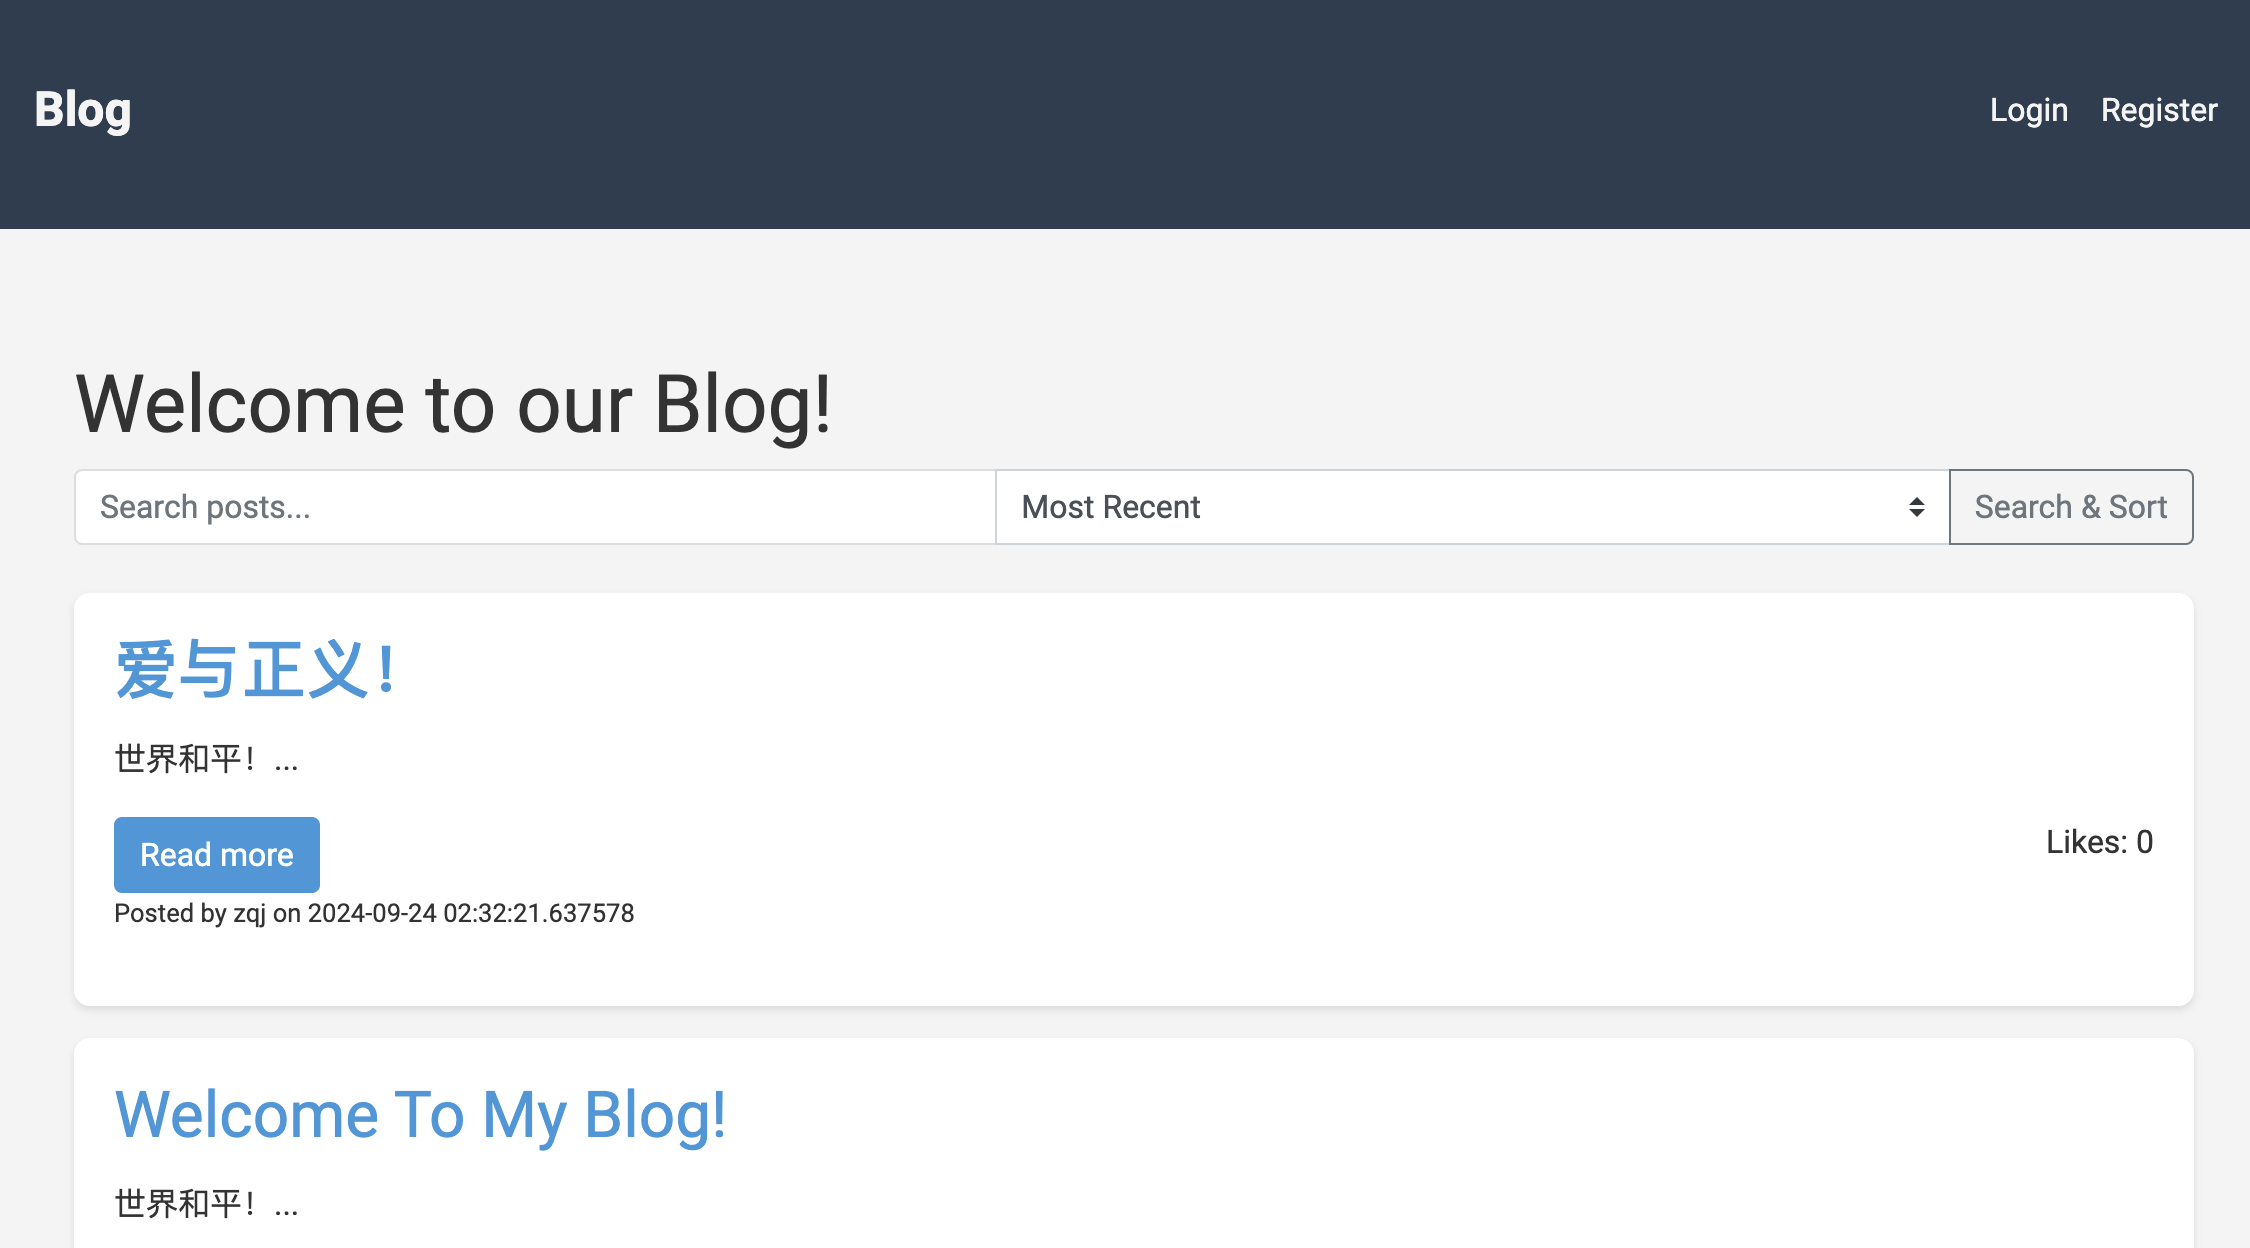 Blog
Login Register
Welcome to our Blog!
Search posts... Most Recent Search & Sort
爱与正义！
世界和平！...
Read more
Likes: 0
Posted by zqj on 2024-09-24 02:32:21.637578
Welcome To My Blog!
世界和平！...